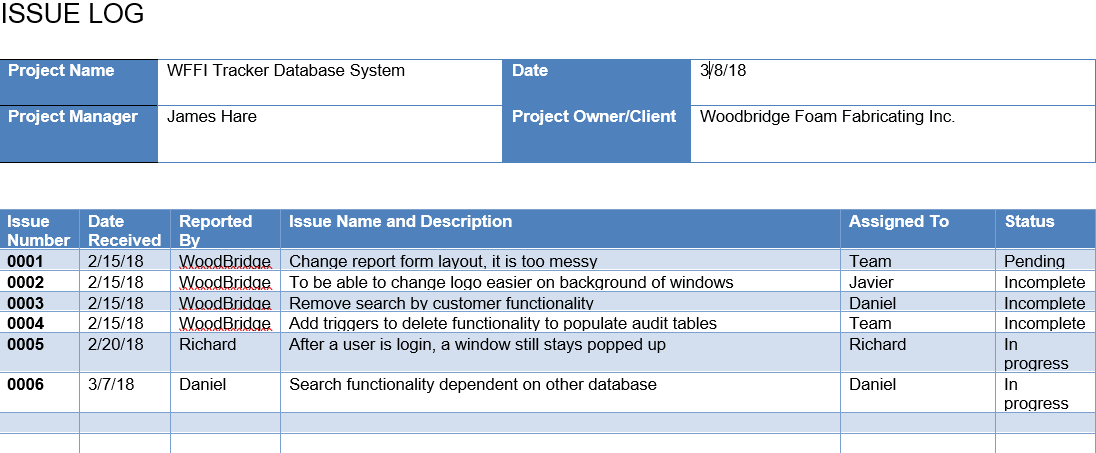 ISSUE LOG
Project Name WFFI Tracker Database System Date 3/8/18
Project Manager James Hare Project Owner/Client Woodbridge Foam Fabricating Inc.
Issue Number Date Received Reported By Issue Name and Description Assigned To Status
0001 2/15/18 WoodBridge Change report form layout, it is too messy Team Pending
0002 2/15/18 WoodBridge To be able to change logo easier on background of windows Javier Incomplete
0003 2/15/18 WoodBridge Remove search by customer functionality Daniel Incomplete
0004 2/15/18 WoodBridge Add triggers to delete functionality to populate audit tables Team Incomplete
0005 2/20/18 Richard After a user is login, a window still stays popped up Richard In progress
0006 3/7/18 Daniel Search functionality dependent on other database Daniel In progress